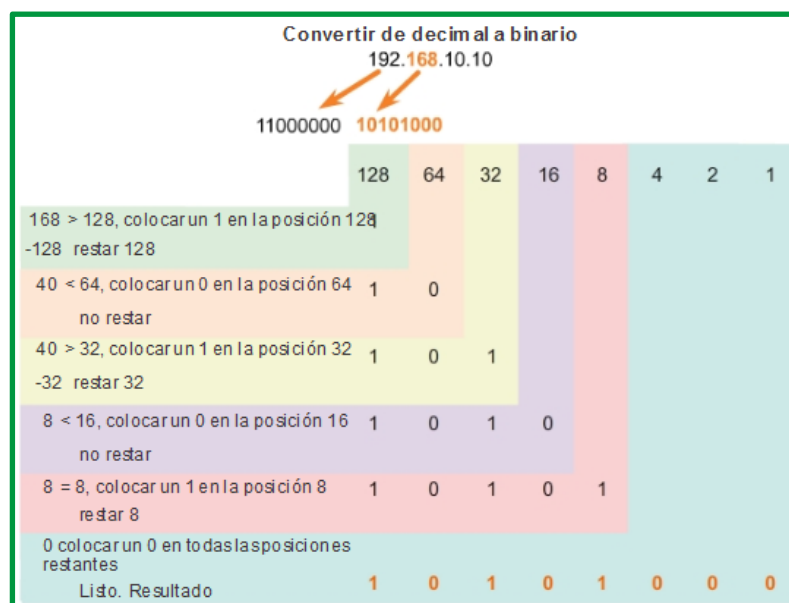 Convertir de decimal a binario
192.168.10.10
11000000 10101000
128 64 32 16 8 4 2 1
168 > 128, colocar un 1 en la posición 128 1
-128 restar 128
40 < 64, colocar un 0 en la posición 64 1 0
no restar
40 > 32, colocar un 1 en la posición 32 1 0 1
-32 restar 32
8 < 16, colocar un 0 en la posición 16 1 0 1 0
no restar
8 = 8, colocar un 1 en la posición 8 1 0 1 0 1
restar 8
0 colocar un 0 en todas las posiciones
restantes
Listo. Resultado 1 0 1 0 1 0 0 0